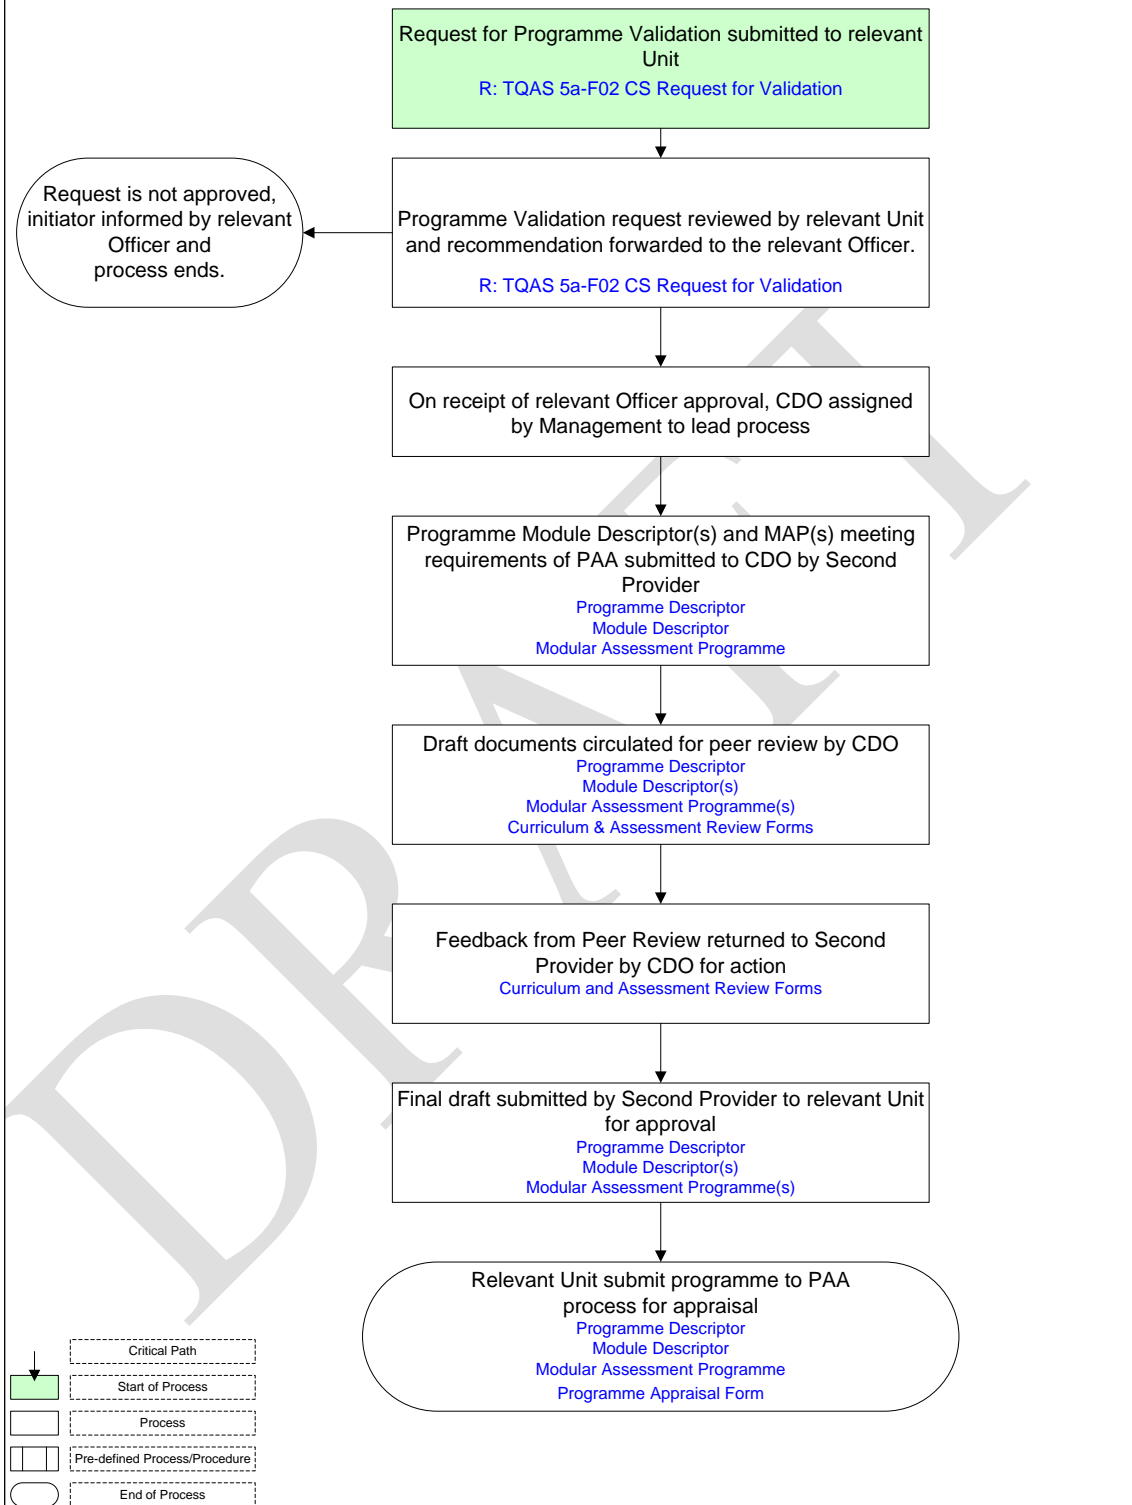 Request for Programme Validation submitted to relevant
Unit
R: TQAS 5a-F02 CS Request for Validation
Request is not approved,
initiator informed by relevant
Officer and
process ends.
Programme Validation request reviewed by relevant Unit
and recommendation forwarded to the relevant Officer.
R: TQAS 5a-F02 CS Request for Validation
On receipt of relevant Officer approval, CDO assigned
by Management to lead process
Programme Module Descriptor(s) and MAP(s) meeting
requirements of PAA submitted to CDO by Second
Provider
Programme Descriptor
Module Descriptor
Modular Assessment Programme
Draft documents circulated for peer review by CDO
Programme Descriptor
Module Descriptor(s)
Modular Assessment Programme(s)
Curriculum & Assessment Review Forms
Feedback from Peer Review returned to Second
Provider by CDO for action
Curriculum and Assessment Review Forms
Final draft submitted by Second Provider to relevant Unit
for approval
Programme Descriptor
Module Descriptor(s)
Modular Assessment Programme(s)
Relevant Unit submit programme to PAA
process for appraisal
Programme Descriptor
Module Descriptor
Modular Assessment Programme
Programme Appraisal Form
Critical Path
Start of Process
Process
Pre-defined Process/Procedure
End of Process
DRAFT